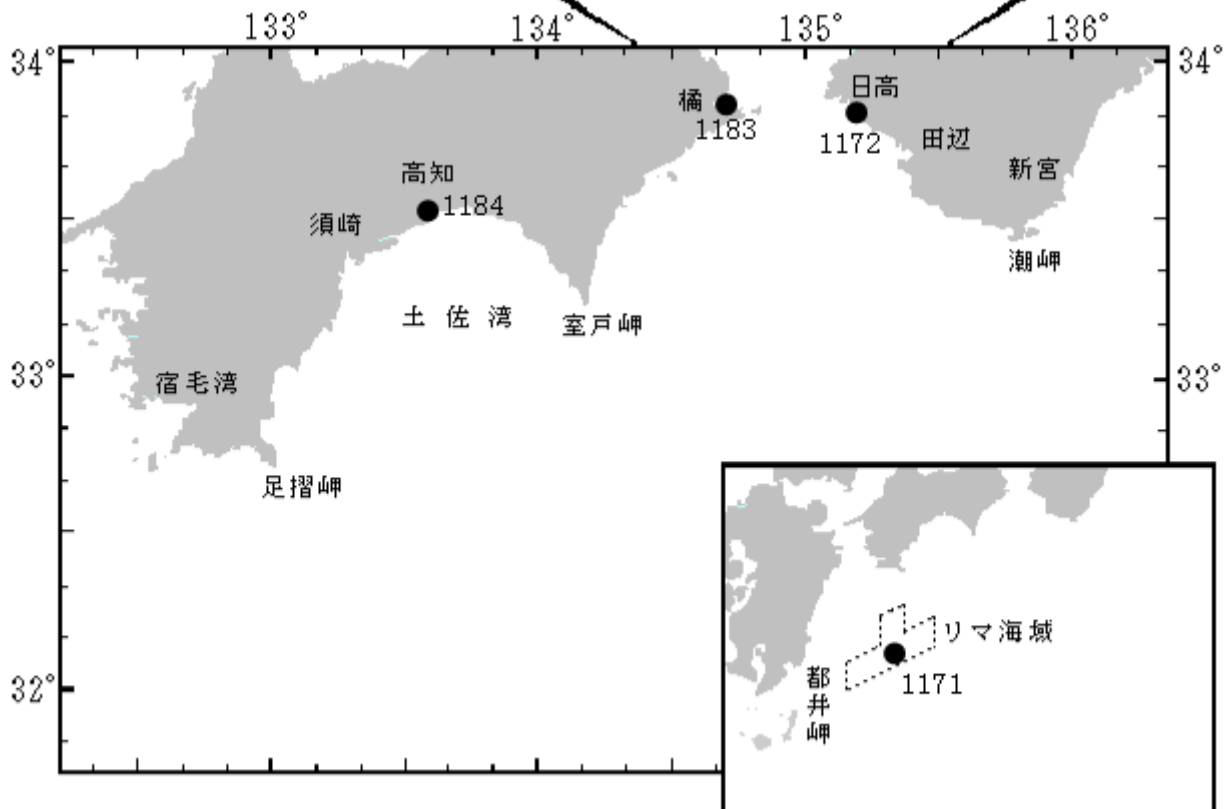 133° 134° 135° 136°
34° 34°
日高
橘
1183
1172
田辺
新宮
高知
1184
須崎
潮岬
土佐湾
室戸岬
33° 33°
宿毛湾
足摺岬
リマ海域
1171
都井岬
32°